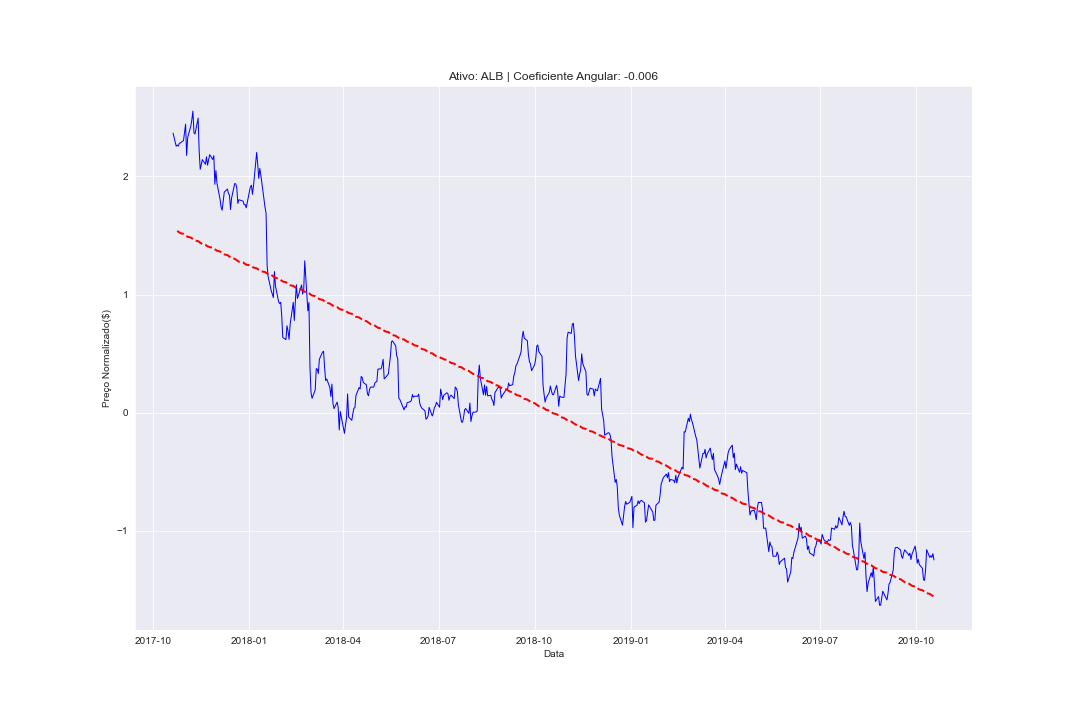 Ativo: ALB | Coeficiente Angular: -0.006
Preço Normalizado($)
2
1
0
−1
2017-10 2018-01 2018-04 2018-07 2018-10 2019-01 2019-04 2019-07 2019-10
Data